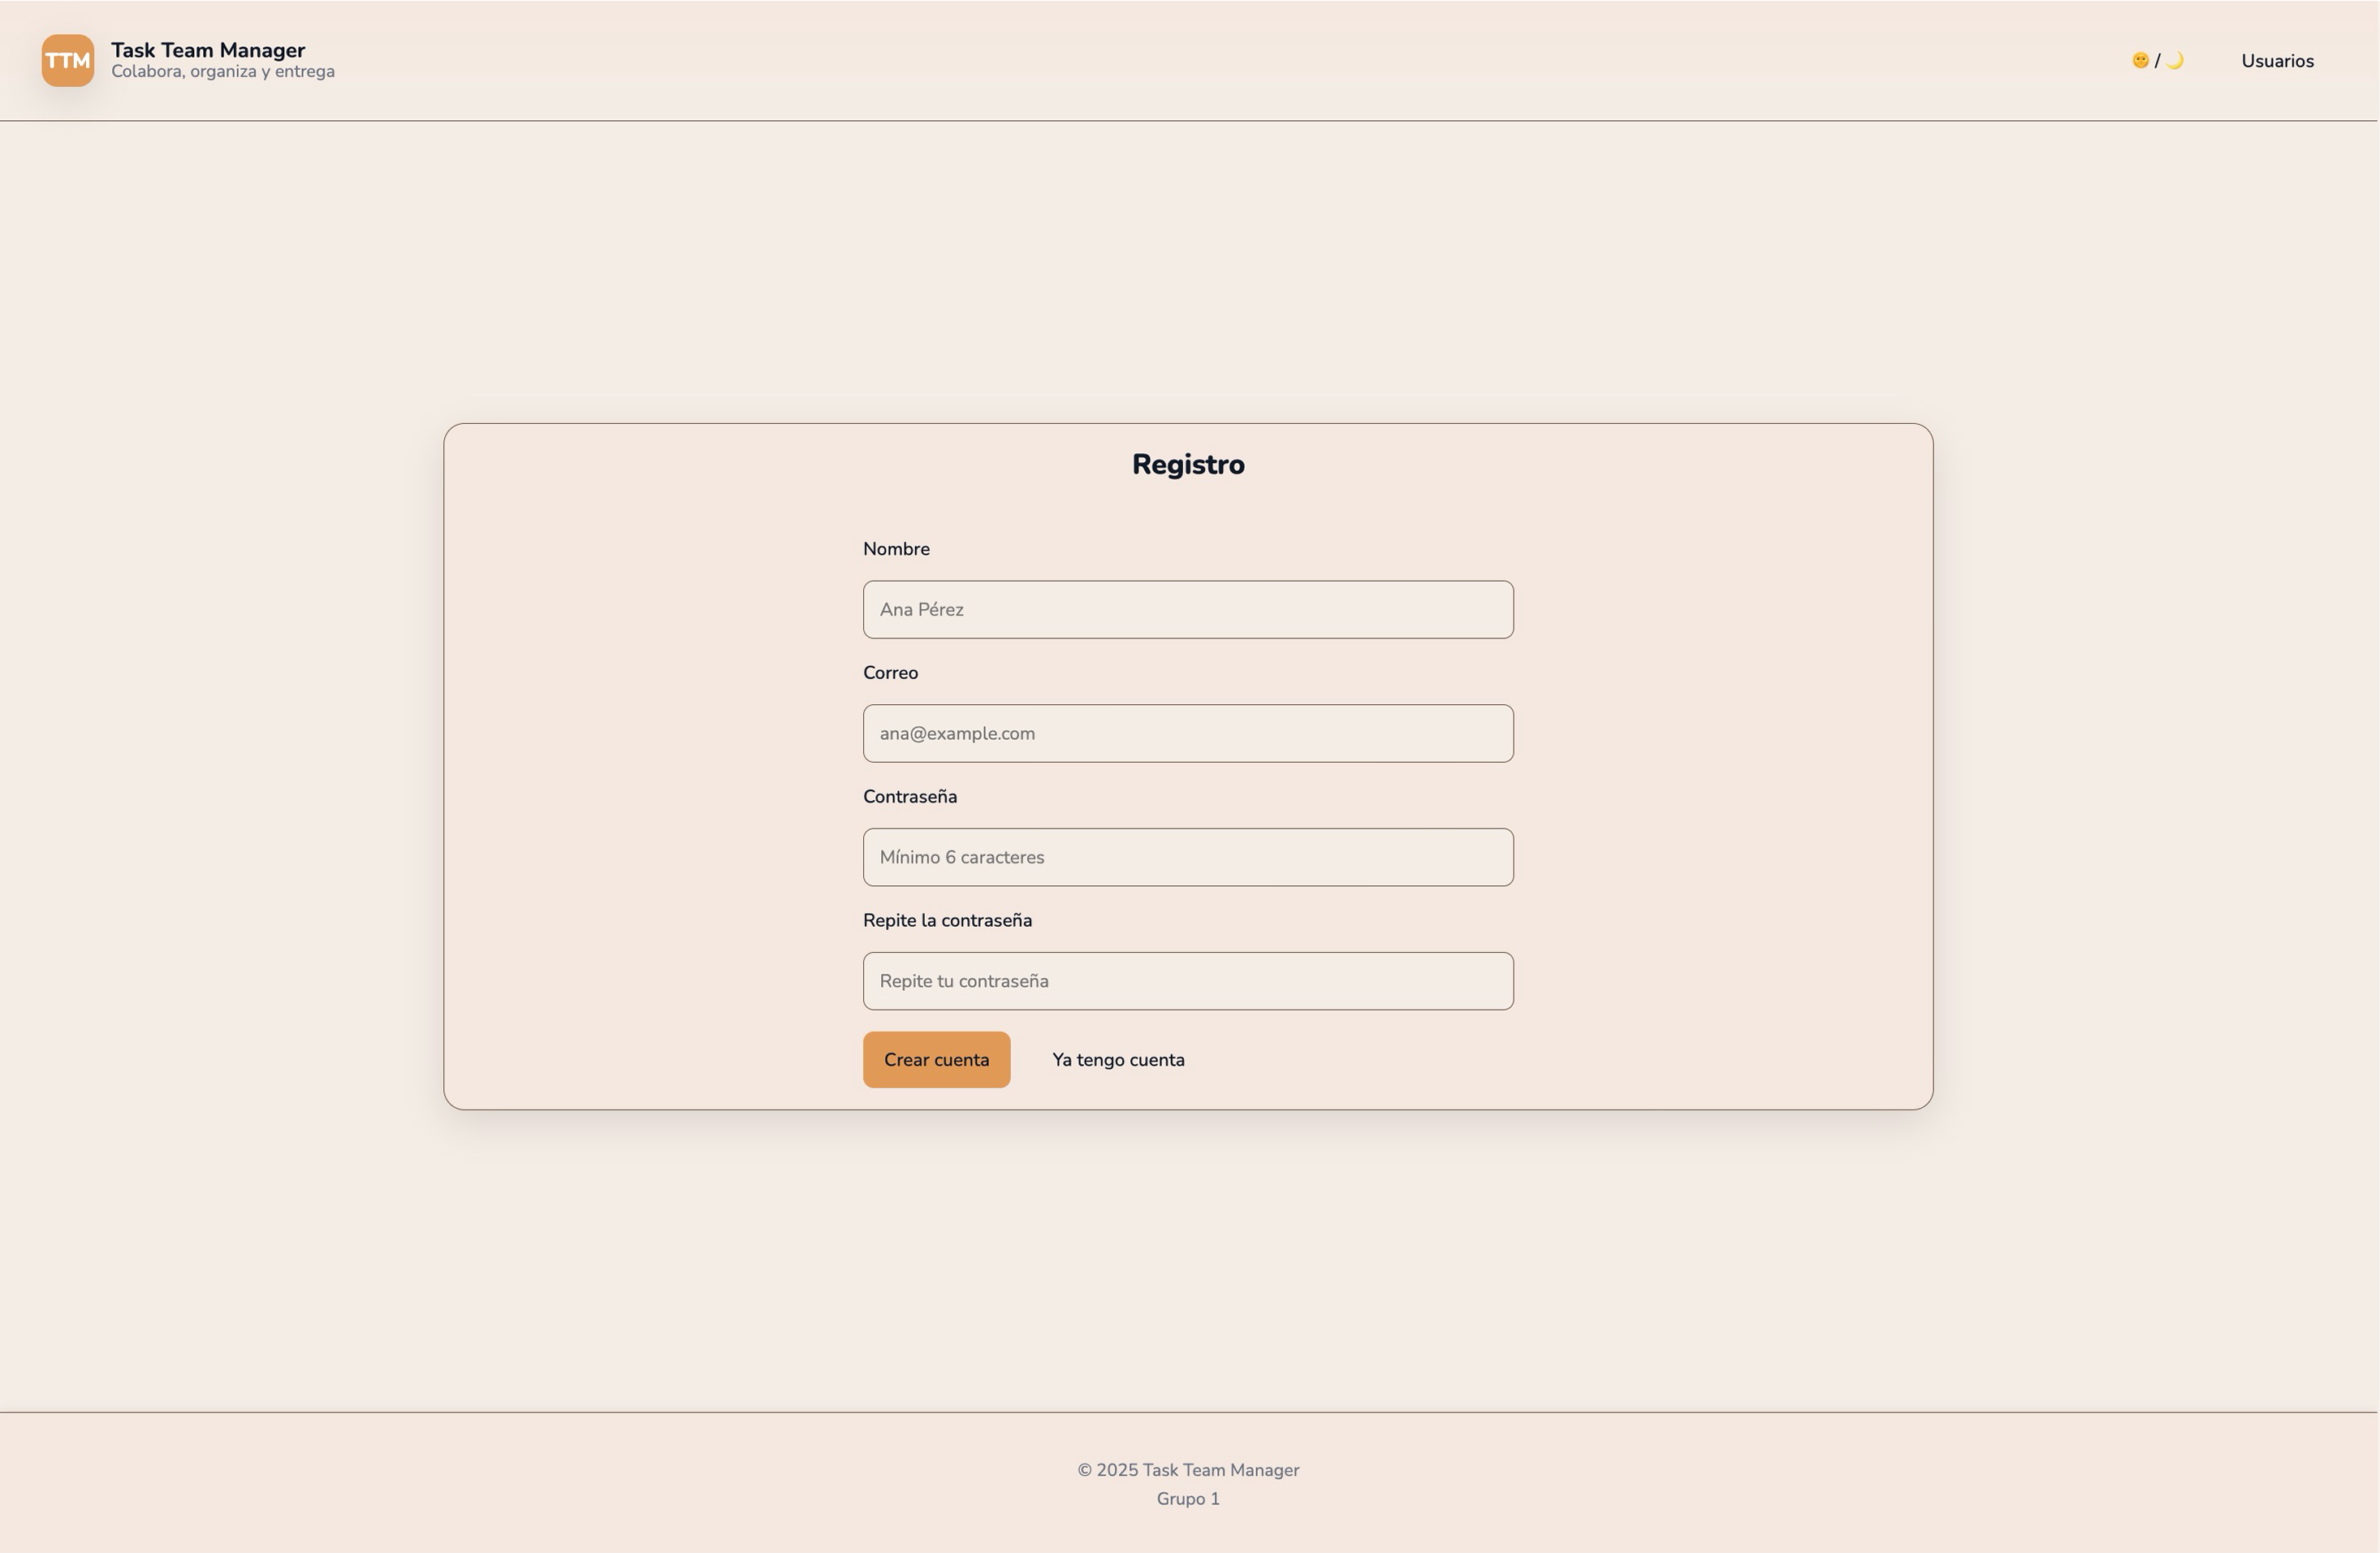 TTM
Task Team Manager
Colabora, organiza y entrega
🌞 / 🌙
Usuarios
Registro
Nombre
Ana Pérez
Correo
ana@example.com
Contraseña
Mínimo 6 caracteres
Repite la contraseña
Repite tu contraseña
Crear cuenta
Ya tengo cuenta
© 2025 Task Team Manager
Grupo 1